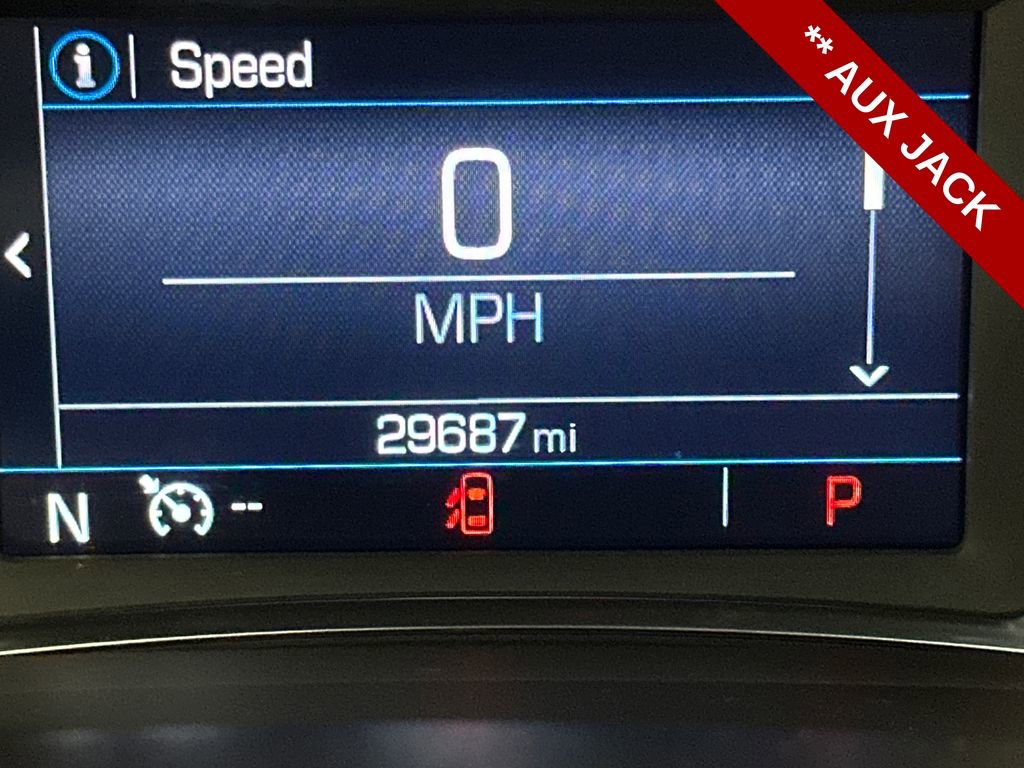 i Speed
** AUX JACK
0
MPH
29687 mi
N -- P